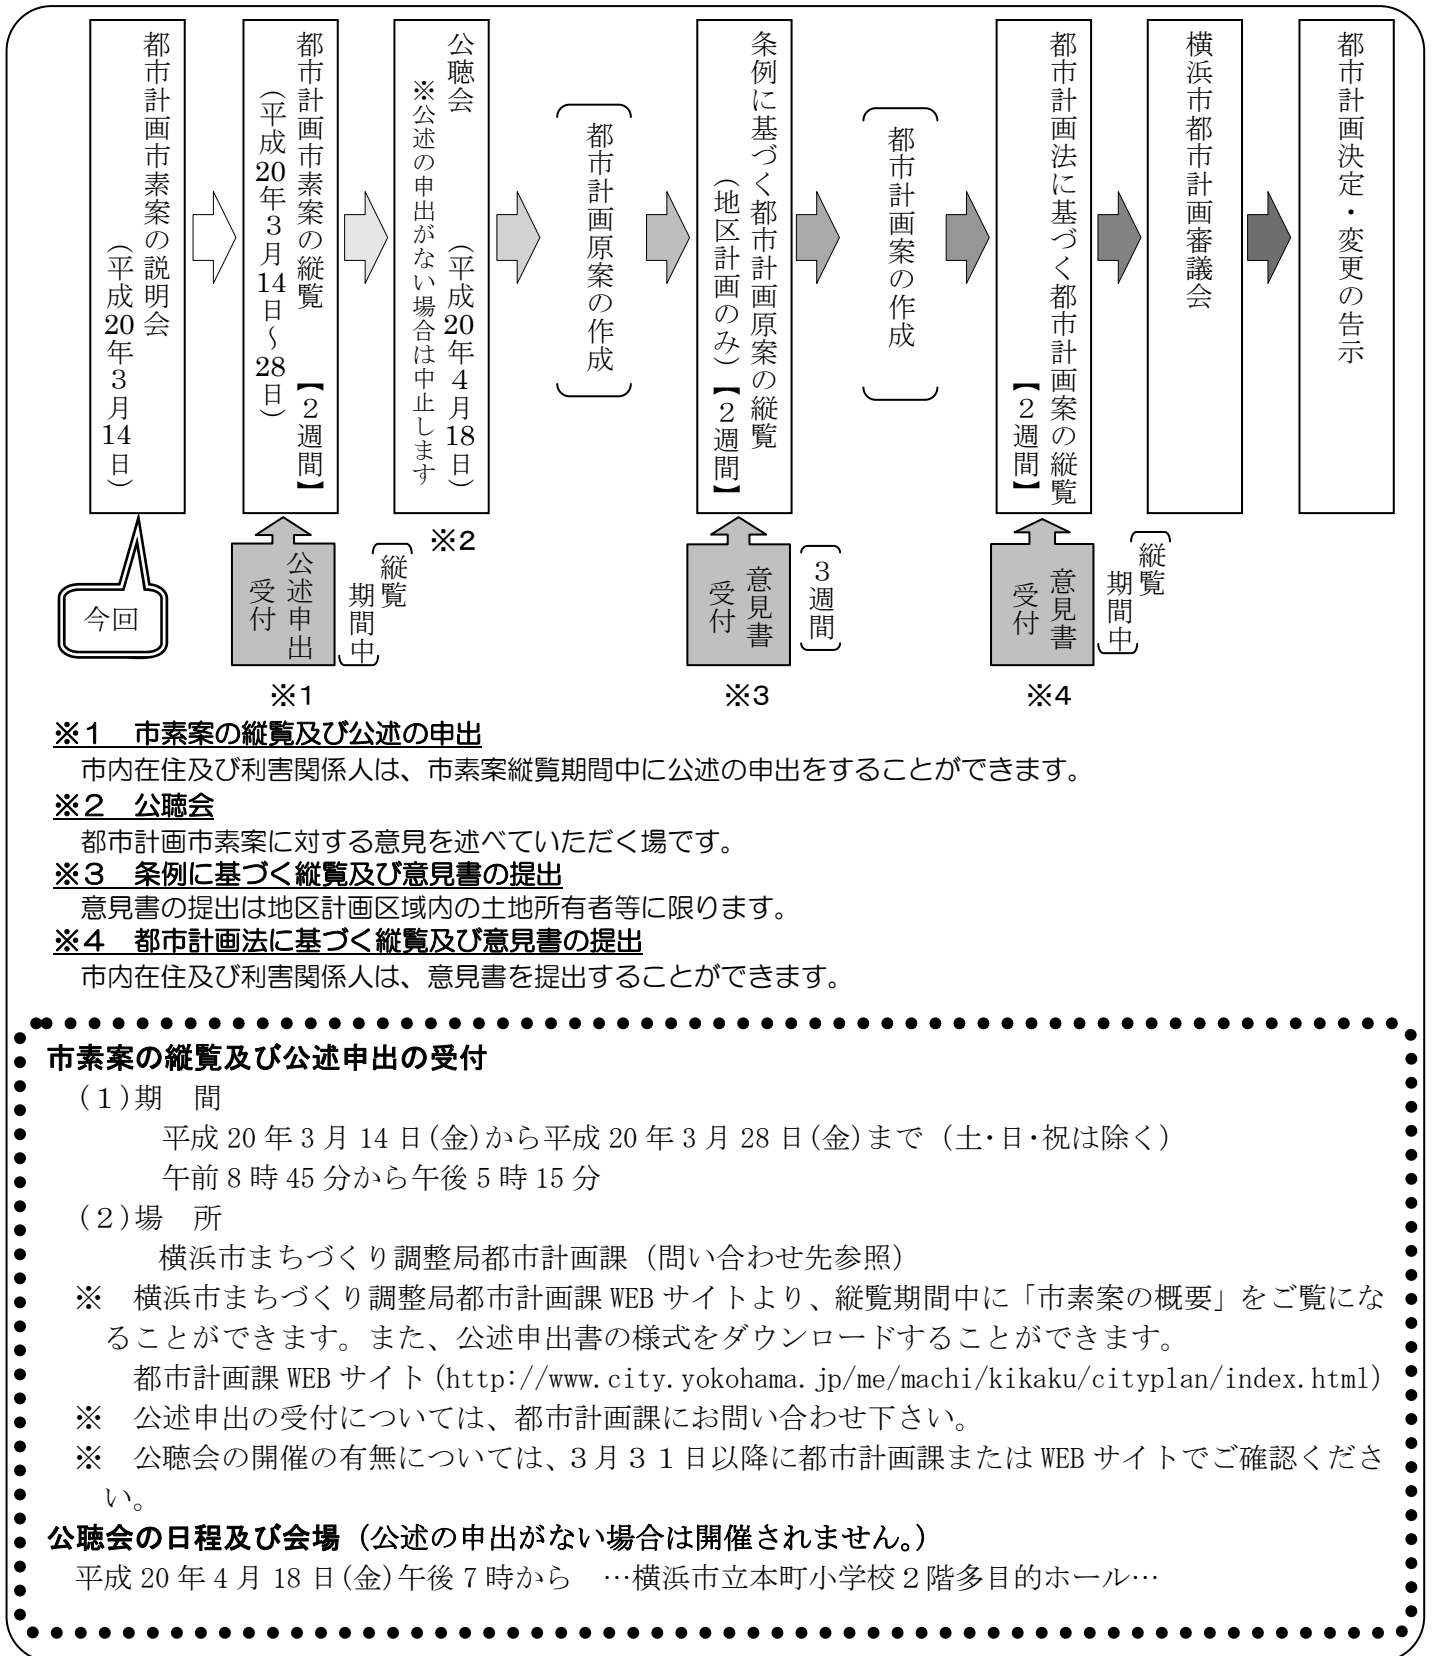 都市計画市素案の説明会
（平成20年３月14日）
都市計画市素案の縦覧 【２週間】
（平成20年３月14日～28日）
公聴会 （平成20年４月18日）
※公述の申出がない場合は中止します
都市計画原案の作成
条例に基づく都市計画原案の縦覧
（地区計画のみ）【２週間】
都市計画案の作成
都市計画法に基づく都市計画案の縦覧
【２週間】
横浜市都市計画審議会
都市計画決定・変更の告示
今回
公述申出
受付
縦覧
期間中
※2
意見書
受付
３週間
意見書
受付
縦覧
期間中
※1
※3
※4
※１　市素案の縦覧及び公述の申出
市内在住及び利害関係人は、市素案縦覧期間中に公述の申出をすることができます。
※２　公聴会
都市計画市素案に対する意見を述べていただく場です。
※３　条例に基づく縦覧及び意見書の提出
意見書の提出は地区計画区域内の土地所有者等に限ります。
※４　都市計画法に基づく縦覧及び意見書の提出
市内在住及び利害関係人は、意見書を提出することができます。
市素案の縦覧及び公述申出の受付
（１）期　間
平成 20 年３月 14 日(金)から平成 20 年３月 28 日(金)まで（土・日・祝は除く）
午前８時 45 分から午後５時 15 分
（２）場　所
横浜市まちづくり調整局都市計画課（問い合わせ先参照）
※　横浜市まちづくり調整局都市計画課 WEB サイトより、縦覧期間中に「市素案の概要」をご覧にな
ることができます。また、公述申出書の様式をダウンロードすることができます。
都市計画課 WEB サイト(http://www.city.yokohama.jp/me/machi/kikaku/cityplan/index.html)
※　公述申出の受付については、都市計画課にお問い合わせ下さい。
※　公聴会の開催の有無については、３月３１日以降に都市計画課または WEB サイトでご確認くださ
い。
公聴会の日程及び会場（公述の申出がない場合は開催されません。）
平成 20 年４月 18 日(金)午後７時から　…横浜市立本町小学校２階多目的ホール…